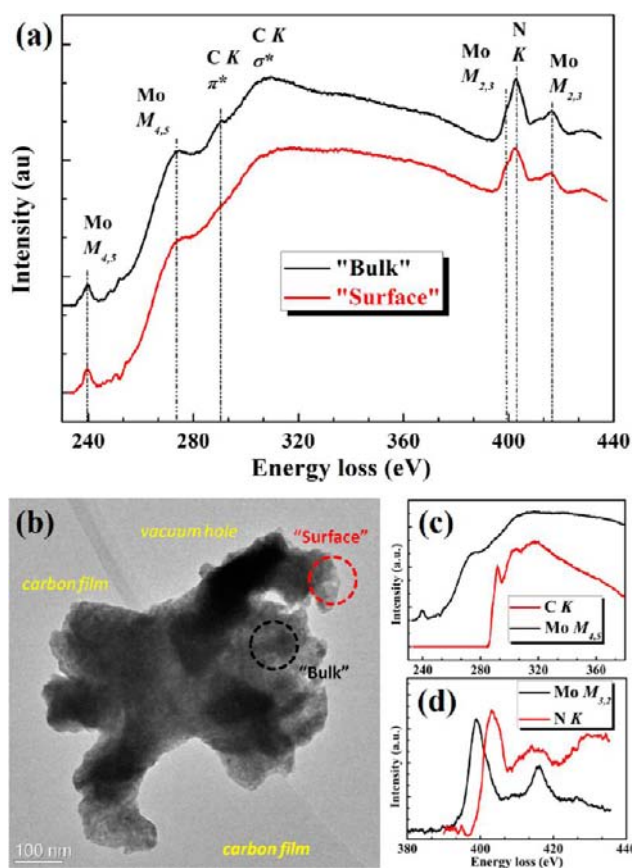 (a)
C K
σ*
C K
π*
Mo
M4,5
Mo
M4,5
Mo
M2,3
N
K
Mo
M2,3
"Bulk"
"Surface"
Intensity (au)
240 280 320 360 400 440
Energy loss (eV)
(b)
vacuum hole
"Surface"
carbon film
"Bulk"
carbon film
100 nm
(c)
Intensity (a.u.)
C K
Mo M4,5
240 280 320 360
(d)
Intensity (a.u.)
Mo M3,2
N K
380 400 420 440
Energy loss (eV)